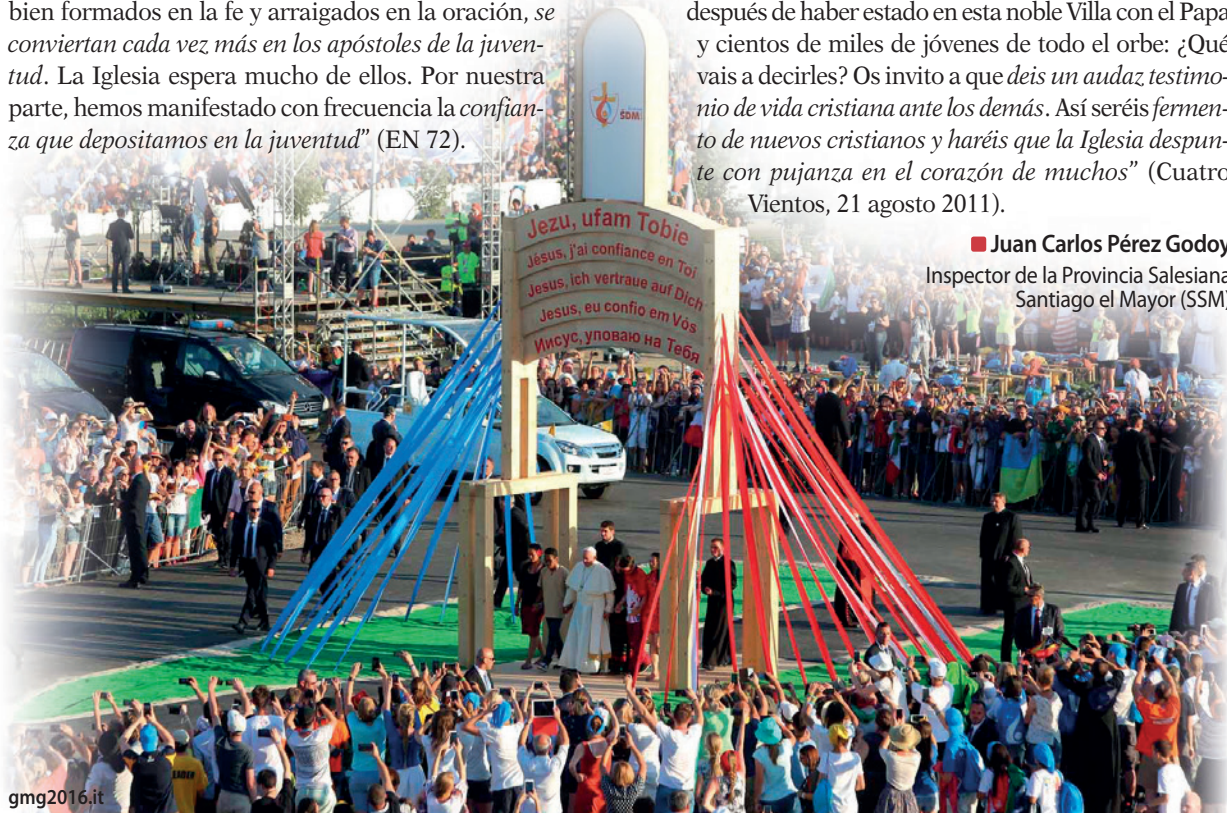 bien formados en la fe y arraigados en la oración, se
conviertan cada vez más en los apóstoles de la juven-
tud. La Iglesia espera mucho de ellos. Por nuestra
parte, hemos manifestado con frecuencia la confian-
za que depositamos en la juventud” (EN 72).
después de haber estado en esta noble Villa con el Papa
y cientos de miles de jóvenes de todo el orbe: ¿Qué
vais a decirles? Os invito a que deis un audaz testimo-
nio de vida cristiana ante los demás. Así seréis fermen-
to de nuevos cristianos y haréis que la Iglesia despun-
te con pujanza en el corazón de muchos” (Cuatro
Vientos, 21 agosto 2011).
Juan Carlos Pérez Godoy
Inspector de la Provincia Salesiana
Santiago el Mayor (SSM)
ŚDM
Jezu, ufam Tobie
Jésus, j'ai confiance en Toi
Jesus, ich vertraue auf Dich
Jesus, eu confio em Vós
Иисус, уповаю на Тебя
gmg2016.it